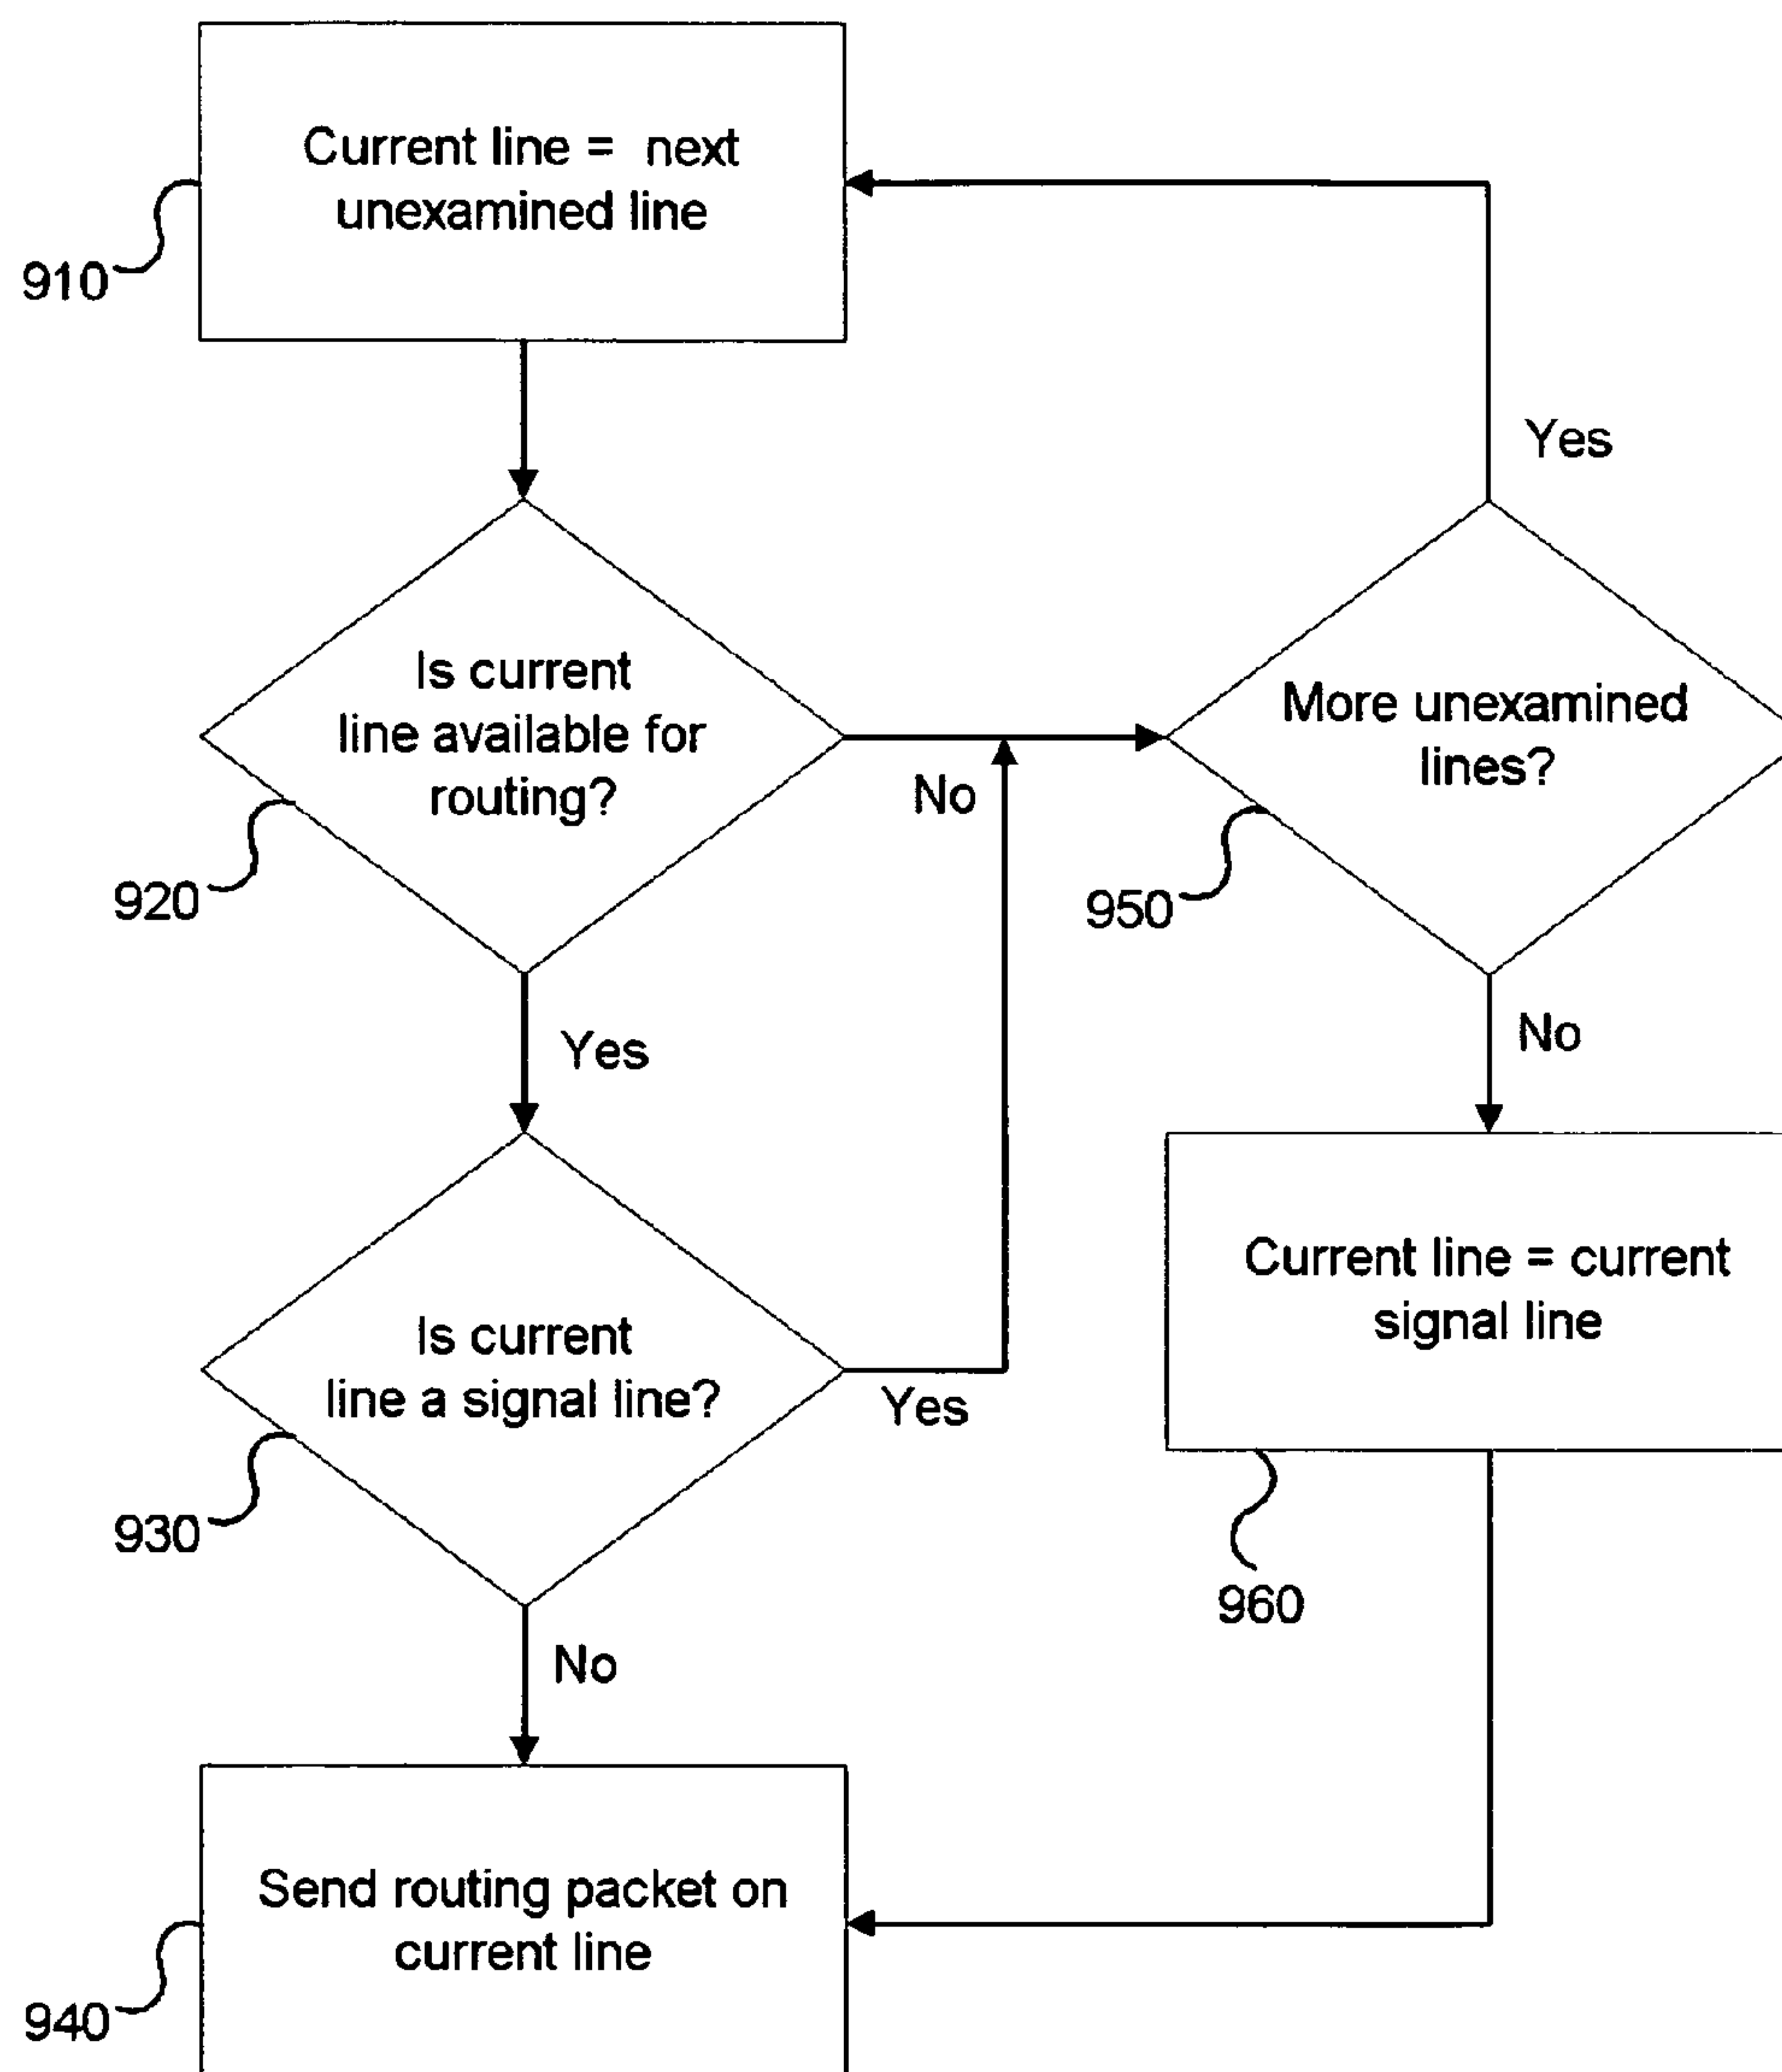 Current line = next
unexamined line
910
Yes
Is current
line available for
routing?
No
More unexamined
lines?
920
950
Yes
No
Is current
line a signal line?
Yes
Current line = current
signal line
930
960
No
Send routing packet on
current line
940